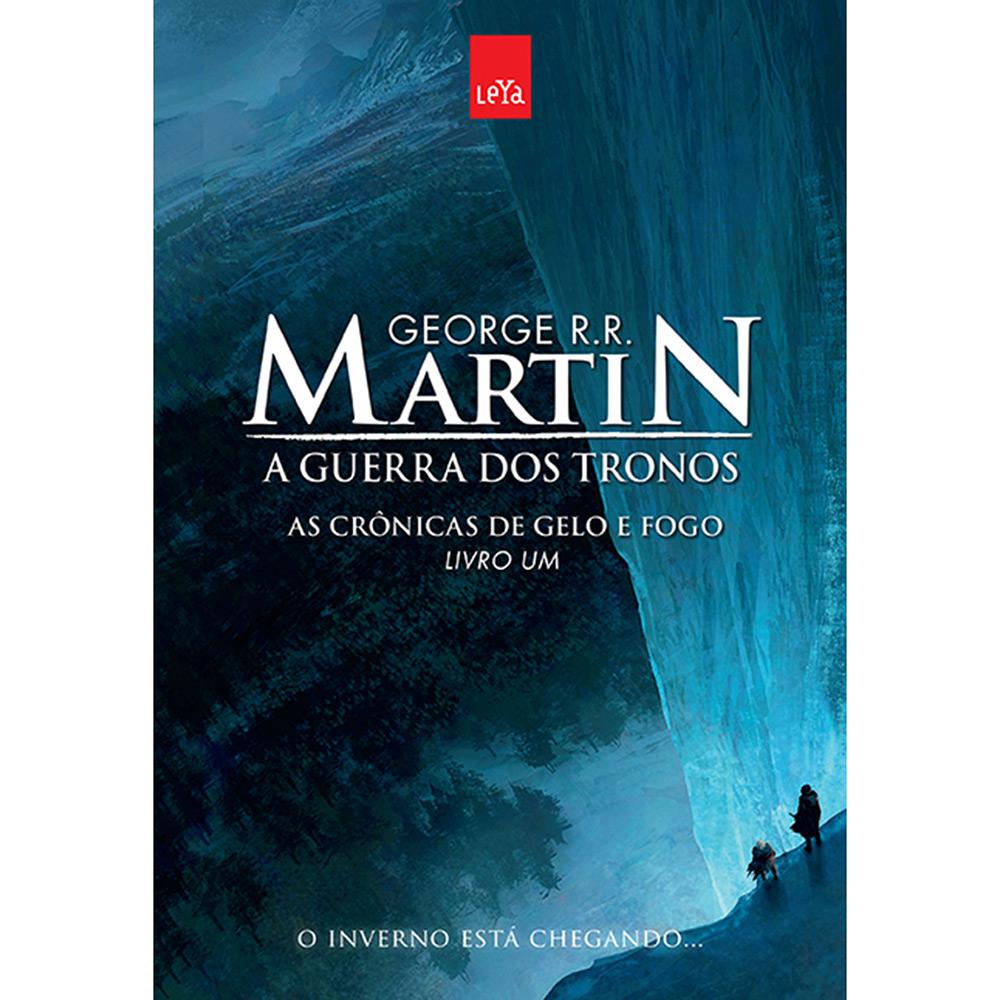 LeYa
GEORGE R.R.
MARTIN
A GUERRA DOS TRONOS
AS CRÔNICAS DE GELO E FOGO
LIVRO UM
O INVERNO ESTÁ CHEGANDO...